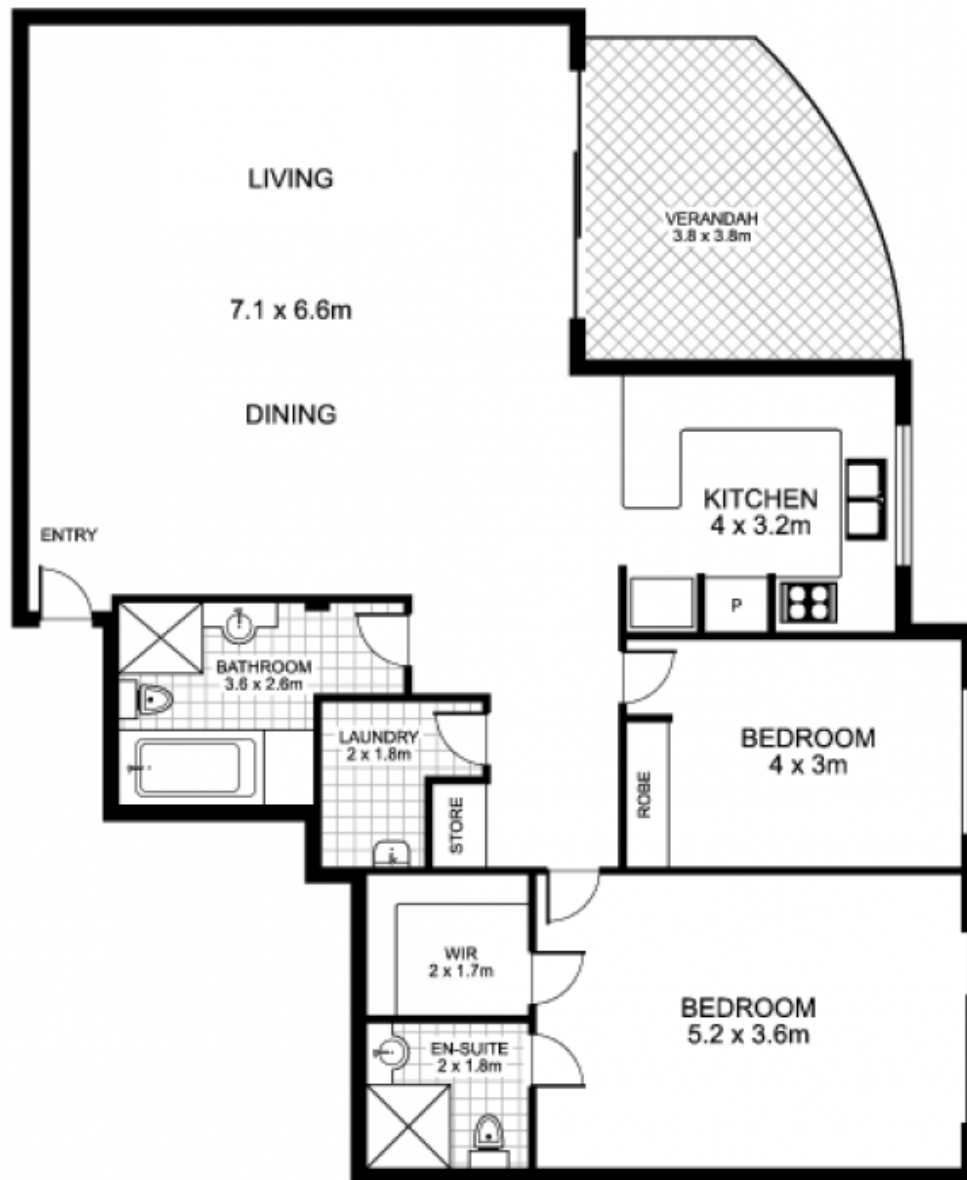 LIVING
7.1 x 6.6m
DINING
VERANDAH
3.8 x 3.8m
ENTRY
KITCHEN
4 x 3.2m
P
BATHROOM
3.6 x 2.6m
LAUNDRY
2 x 1.8m
STORE
ROBE
BEDROOM
4 x 3m
WIR
2 x 1.7m
EN-SUITE
2 x 1.8m
BEDROOM
5.2 x 3.6m